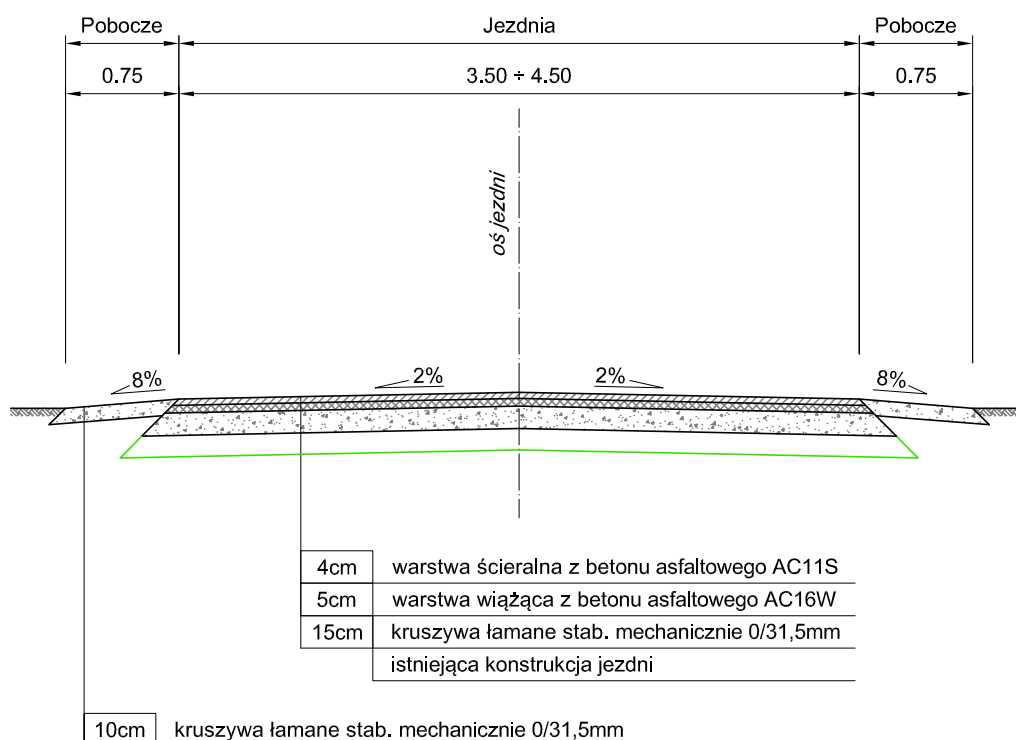 Pobocze Jezdnia Pobocze
0.75 3.50 ÷ 4.50 0.75
oś jezdni
8% 2% 2% 8%
4cm warstwa ścieralna z betonu asfaltowego AC11S
5cm warstwa wiążąca z betonu asfaltowego AC16W
15cm kruszywa łamane stab. mechanicznie 0/31,5mm
istniejąca konstrukcja jezdni
10cm kruszywa łamane stab. mechanicznie 0/31,5mm